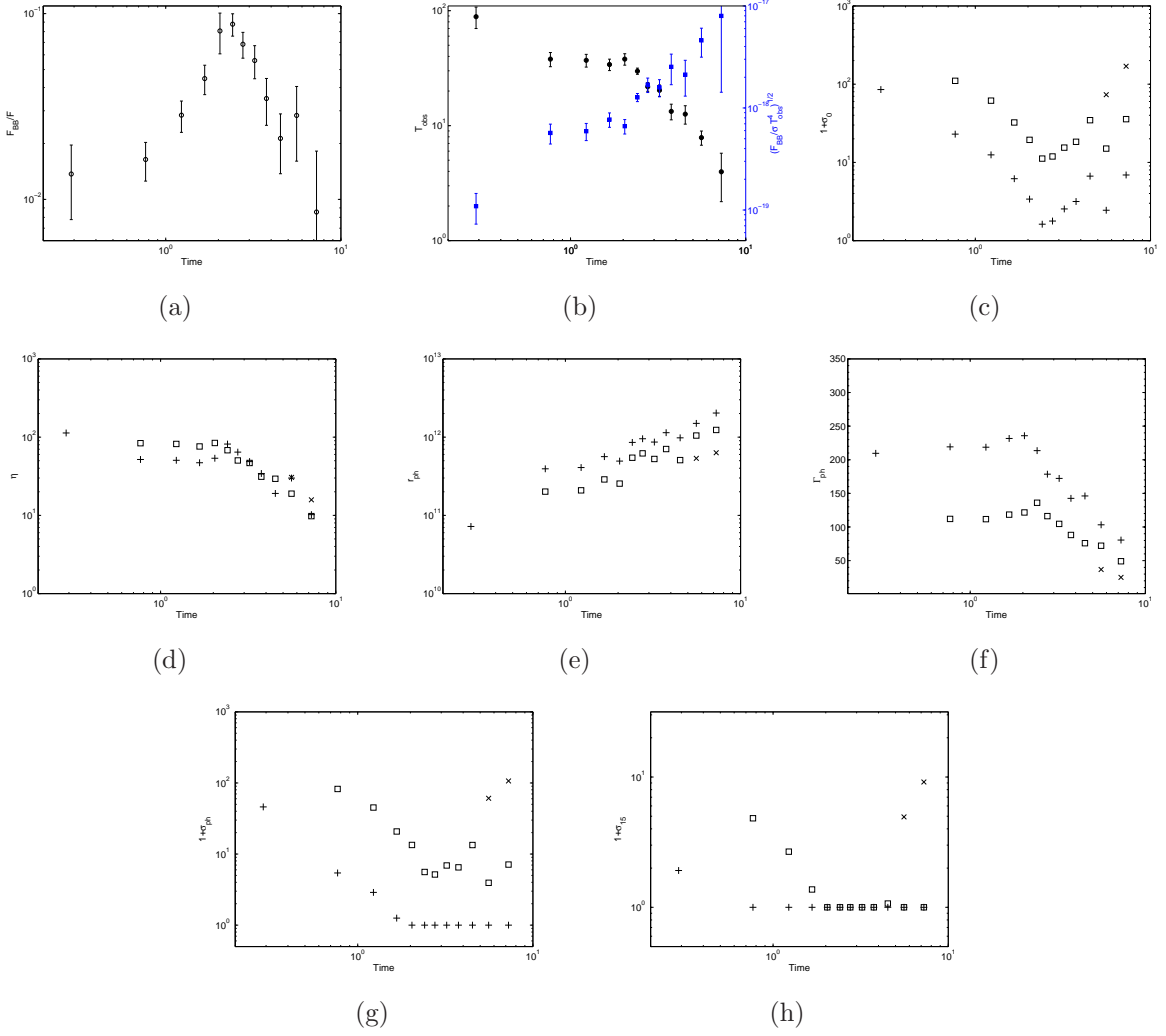 10⁻¹
10⁻²
F_BB/F
10⁰
10¹
Time
(a)
10²
10¹
10⁰
T_obs
10⁻¹⁷
10⁻¹⁸
10⁻¹⁹
(F_BB/σ T⁴_obs)^1/2
10⁰
10¹
Time
(b)
10³
10²
10¹
10⁰
1+σ₀
10⁰
10¹
Time
(c)
10³
10²
10¹
10⁰
η
10⁰
10¹
Time
(d)
10¹³
10¹²
10¹¹
10¹⁰
r_ph
10⁰
10¹
Time
(e)
350
300
250
200
150
100
50
Γ_ph
10⁰
10¹
Time
(f)
10³
10²
10¹
10⁰
1+σ_ph
10⁰
10¹
Time
(g)
10¹
10⁰
1+σ₁₅
10⁰
10¹
Time
(h)